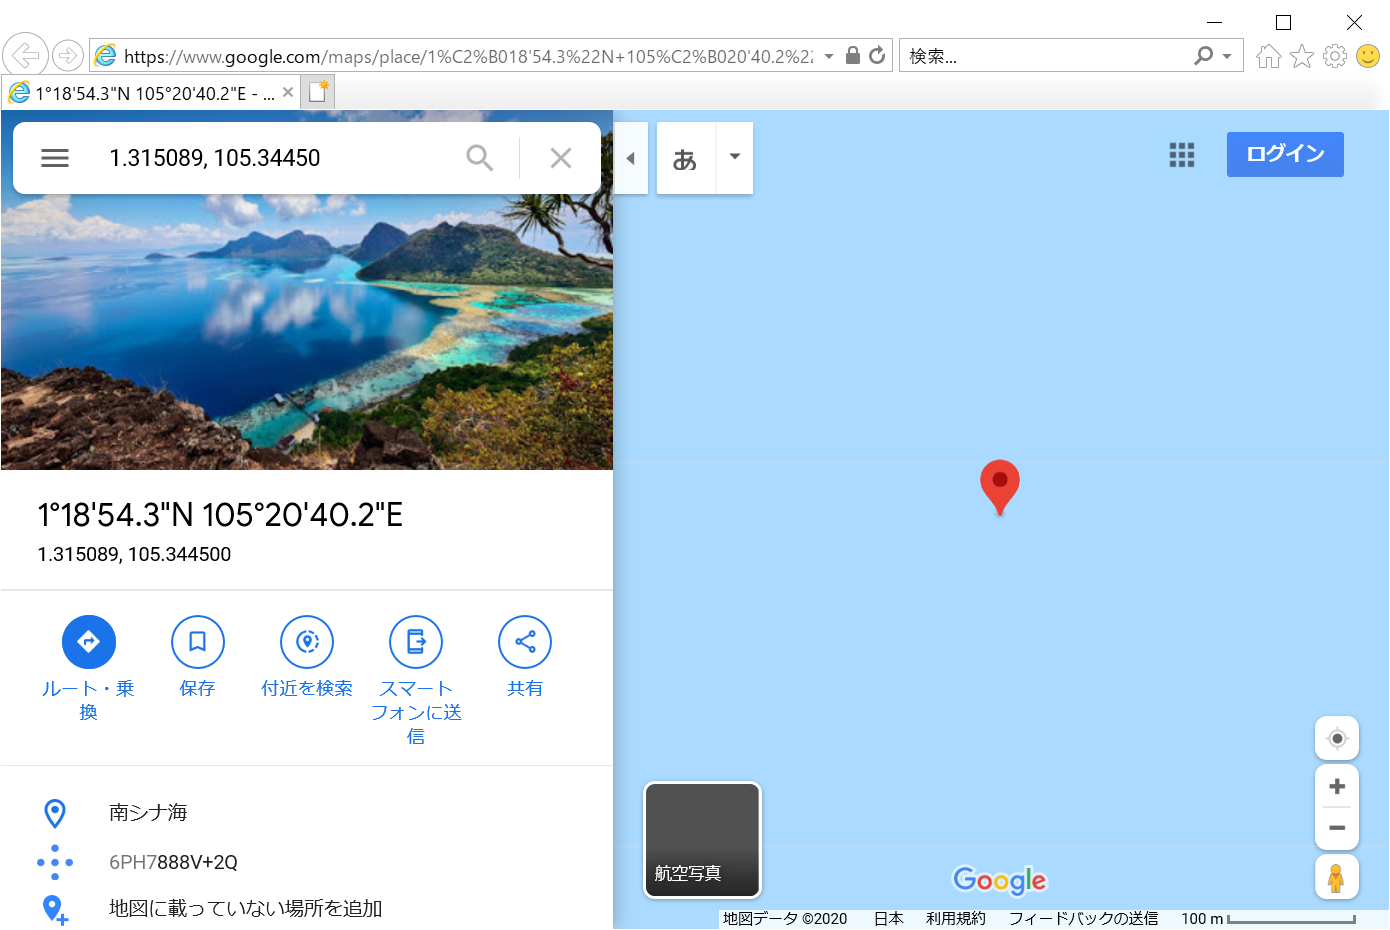 https://www.google.com/maps/place/1%C2%B018'54.3%22N+105%C2%B020'40.2%22
検索...
1°18'54.3"N 105°20'40.2"E - ...
1.315089, 105.34450
あ
ログイン
1°18'54.3"N 105°20'40.2"E
1.315089, 105.344500
ルート・乗
換
保存
付近を検索
スマート
フォンに送
信
共有
南シナ海
6PH7888V+2Q
地図に載っていない場所を追加
航空写真
Google
地図データ ©2020 日本 利用規約 フィードバックの送信 100 m